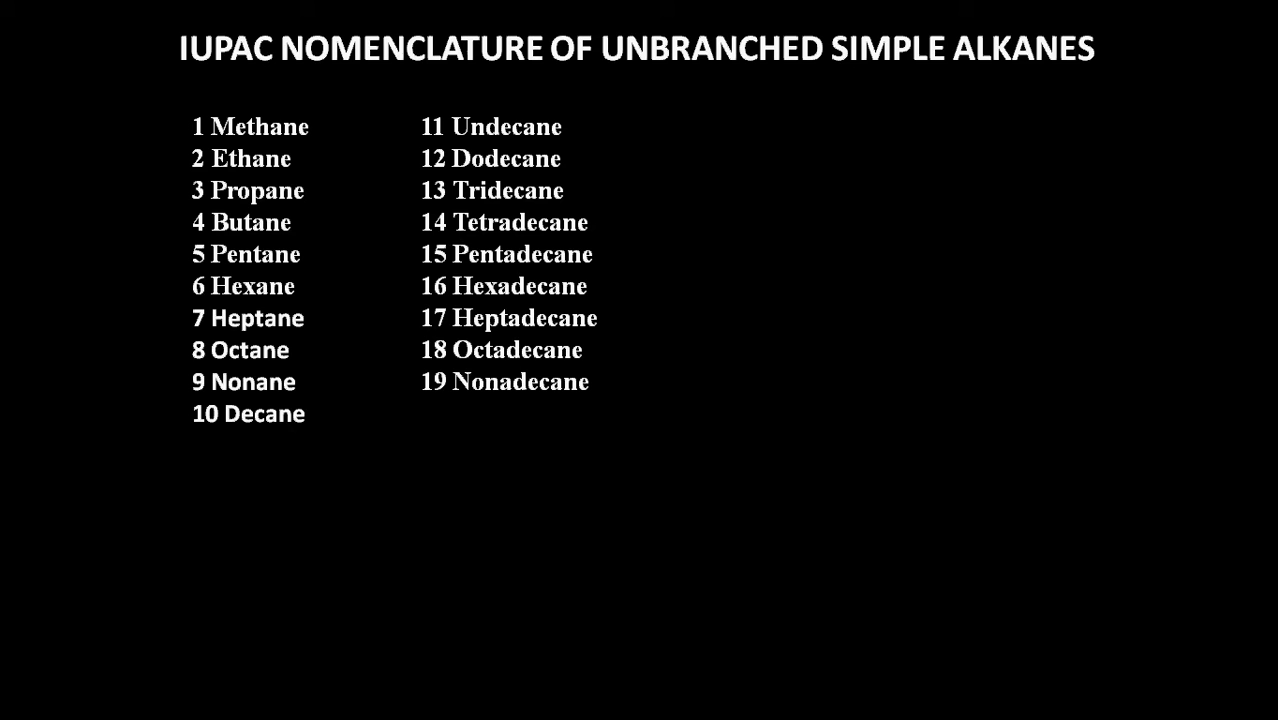 IUPAC NOMENCLATURE OF UNBRANCHED SIMPLE ALKANES
1 Methane
2 Ethane
3 Propane
4 Butane
5 Pentane
6 Hexane
7 Heptane
8 Octane
9 Nonane
10 Decane
11 Undecane
12 Dodecane
13 Tridecane
14 Tetradecane
15 Pentadecane
16 Hexadecane
17 Heptadecane
18 Octadecane
19 Nonadecane